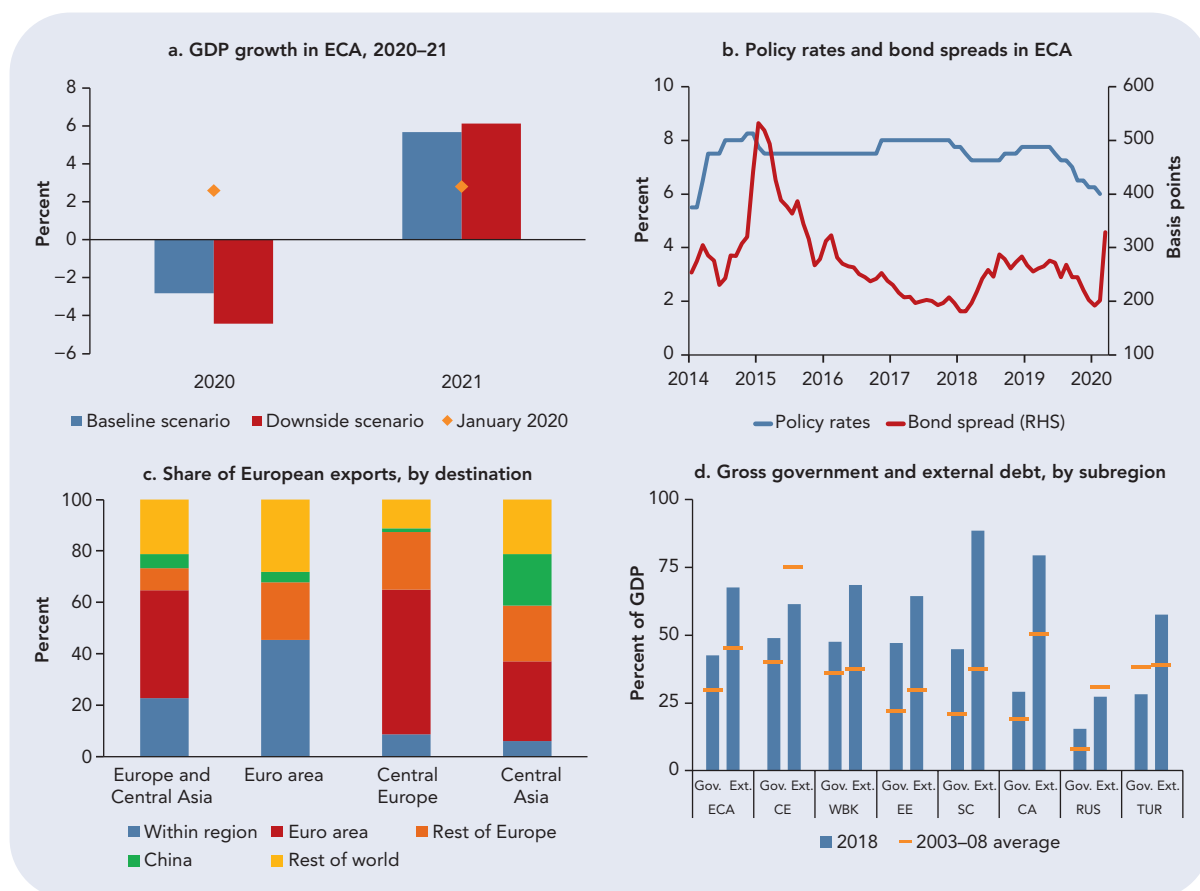 a. GDP growth in ECA, 2020–21
Percent
8
6
4
2
0
−2
−4
−6
2020 2021
Baseline scenario Downside scenario January 2020
b. Policy rates and bond spreads in ECA
Percent
10
8
6
4
2
0
Basis points
600
500
400
300
200
100
2014 2015 2016 2017 2018 2019 2020
Policy rates Bond spread (RHS)
c. Share of European exports, by destination
Percent
100
80
60
40
20
0
Europe and Euro area Central Central
Central Asia Europe Asia
Within region Euro area Rest of Europe
China Rest of world
d. Gross government and external debt, by subregion
Percent of GDP
100
75
50
25
0
Gov. Ext. Gov. Ext. Gov. Ext. Gov. Ext. Gov. Ext. Gov. Ext. Gov. Ext. Gov. Ext.
ECA CE WBK EE SC CA RUS TUR
2018 2003–08 average